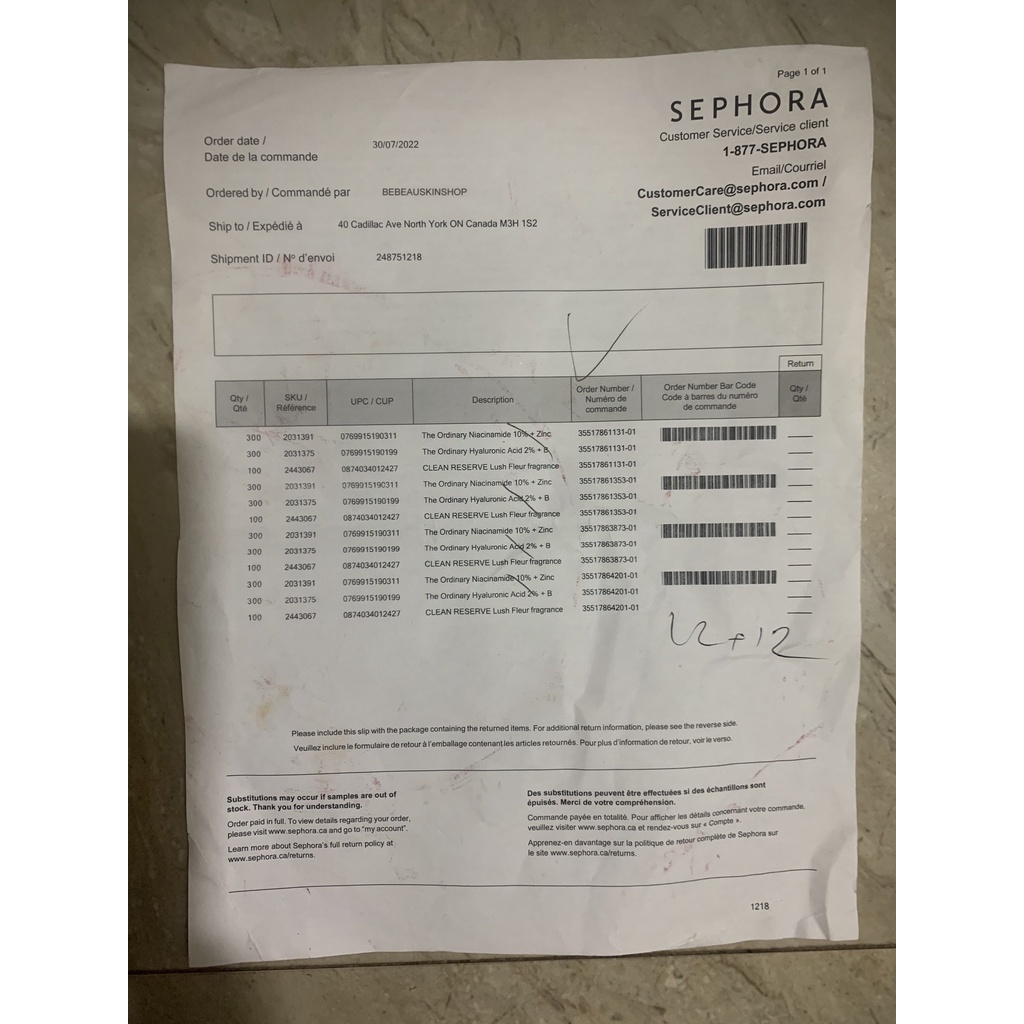 Page 1 of 1
SEPHORA
Customer Service/Service client
1-877-SEPHORA
Email/Courriel
CustomerCare@sephora.com /
ServiceClient@sephora.com
Order date /
Date de la commande
30/07/2022
Ordered by / Commandé par BEBEAUSKINSHOP
Ship to / Expédié à 40 Cadillac Ave North York ON Canada M3H 1S2
Shipment ID / Nº d'envoi 248751218
Return
Qty / Qté SKU / Référence UPC / CUP Description Order Number / Numéro de commande Order Number Bar Code Code à barres du numéro de commande Qty / Qté
300 2031391 0769915190311 The Ordinary Niacinamide 10% + Zinc 35517861131-01
300 2031375 0769915190199 The Ordinary Hyaluronic Acid 2% + B 35517861131-01
100 2443067 0874034012427 CLEAN RESERVE Lush Fleur fragrance 35517861131-01
300 2031391 0769915190311 The Ordinary Niacinamide 10% + Zinc 35517861353-01
300 2031375 0769915190199 The Ordinary Hyaluronic Acid 2% + B 35517861353-01
100 2443067 0874034012427 CLEAN RESERVE Lush Fleur fragrance 35517861353-01
300 2031391 0769915190311 The Ordinary Niacinamide 10% + Zinc 35517863873-01
300 2031375 0769915190199 The Ordinary Hyaluronic Acid 2% + B 35517863873-01
100 2443067 0874034012427 CLEAN RESERVE Lush Fleur fragrance 35517863873-01
300 2031391 0769915190311 The Ordinary Niacinamide 10% + Zinc 35517864201-01
300 2031375 0769915190199 The Ordinary Hyaluronic Acid 2% + B 35517864201-01
100 2443067 0874034012427 CLEAN RESERVE Lush Fleur fragrance 35517864201-01
+12
Please include this slip with the package containing the returned items. For additional return information, please see the reverse side.
Veuillez inclure le formulaire de retour à l'emballage contenant les articles retournés. Pour plus d'information de retour, voir le verso.
Substitutions may occur if samples are out of
stock. Thank you for understanding.
Order paid in full. To view details regarding your order,
please visit www.sephora.ca and go to "my account".
Learn more about Sephora's full return policy at
www.sephora.ca/returns.
Des substitutions peuvent être effectuées si des échantillons sont
épuisés. Merci de votre compréhension.
Commande payée en totalité. Pour afficher les détails concernant votre commande,
veuillez visiter www.sephora.ca et rendez-vous sur « Compte ».
Apprenez-en davantage sur la politique de retour complète de Sephora sur
le site www.sephora.ca/returns.
1218